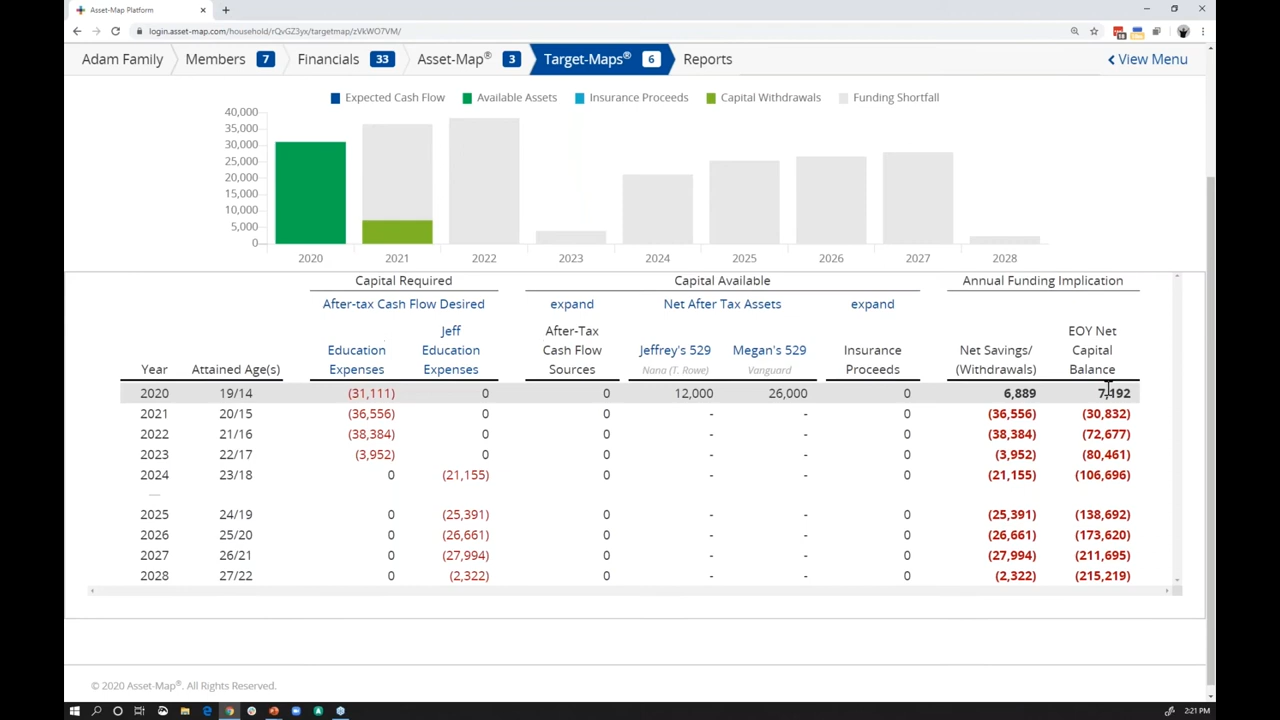 Asset-Map Platform
login.asset-map.com/household/rQvGZ3yx/targetmap/zVkWO7VM/
Adam Family Members 7 Financials 33 Asset-Map® 3 Target-Maps® 6 Reports View Menu
Expected Cash Flow Available Assets Insurance Proceeds Capital Withdrawals Funding Shortfall
40,000
35,000
30,000
25,000
20,000
15,000
10,000
5,000
0
2020 2021 2022 2023 2024 2025 2026 2027 2028
Capital Required Capital Available Annual Funding Implication
After-tax Cash Flow Desired expand Net After Tax Assets expand
Jeff After-Tax EOY Net
Education Education Cash Flow Jeffrey's 529 Megan's 529 Insurance Net Savings/ Capital
Year Attained Age(s) Expenses Expenses Sources Nana (T. Rowe) Vanguard Proceeds (Withdrawals) Balance
2020 19/14 (31,111) 0 0 12,000 26,000 0 6,889 7,192
2021 20/15 (36,556) 0 0 - - 0 (36,556) (30,832)
2022 21/16 (38,384) 0 0 - - 0 (38,384) (72,677)
2023 22/17 (3,952) 0 0 - - 0 (3,952) (80,461)
2024 23/18 0 (21,155) 0 - - 0 (21,155) (106,696)
2025 24/19 0 (25,391) 0 - - 0 (25,391) (138,692)
2026 25/20 0 (26,661) 0 - - 0 (26,661) (173,620)
2027 26/21 0 (27,994) 0 - - 0 (27,994) (211,695)
2028 27/22 0 (2,322) 0 - - 0 (2,322) (215,219)
© 2020 Asset-Map®. All Rights Reserved.
2:21 PM